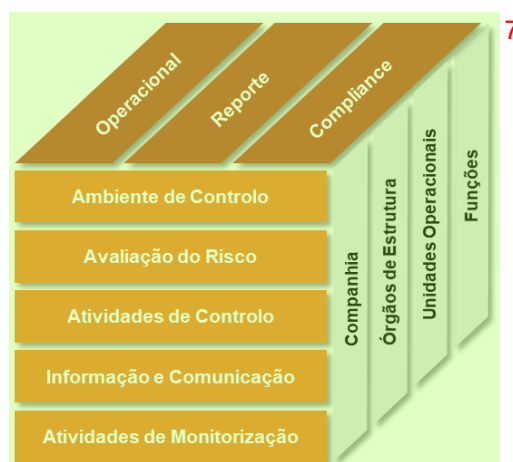 7
Operacional
Reporte
Compliance
Ambiente de Controlo
Avaliação do Risco
Atividades de Controlo
Informação e Comunicação
Atividades de Monitorização
Companhia
Órgãos de Estrutura
Unidades Operacionais
Funções